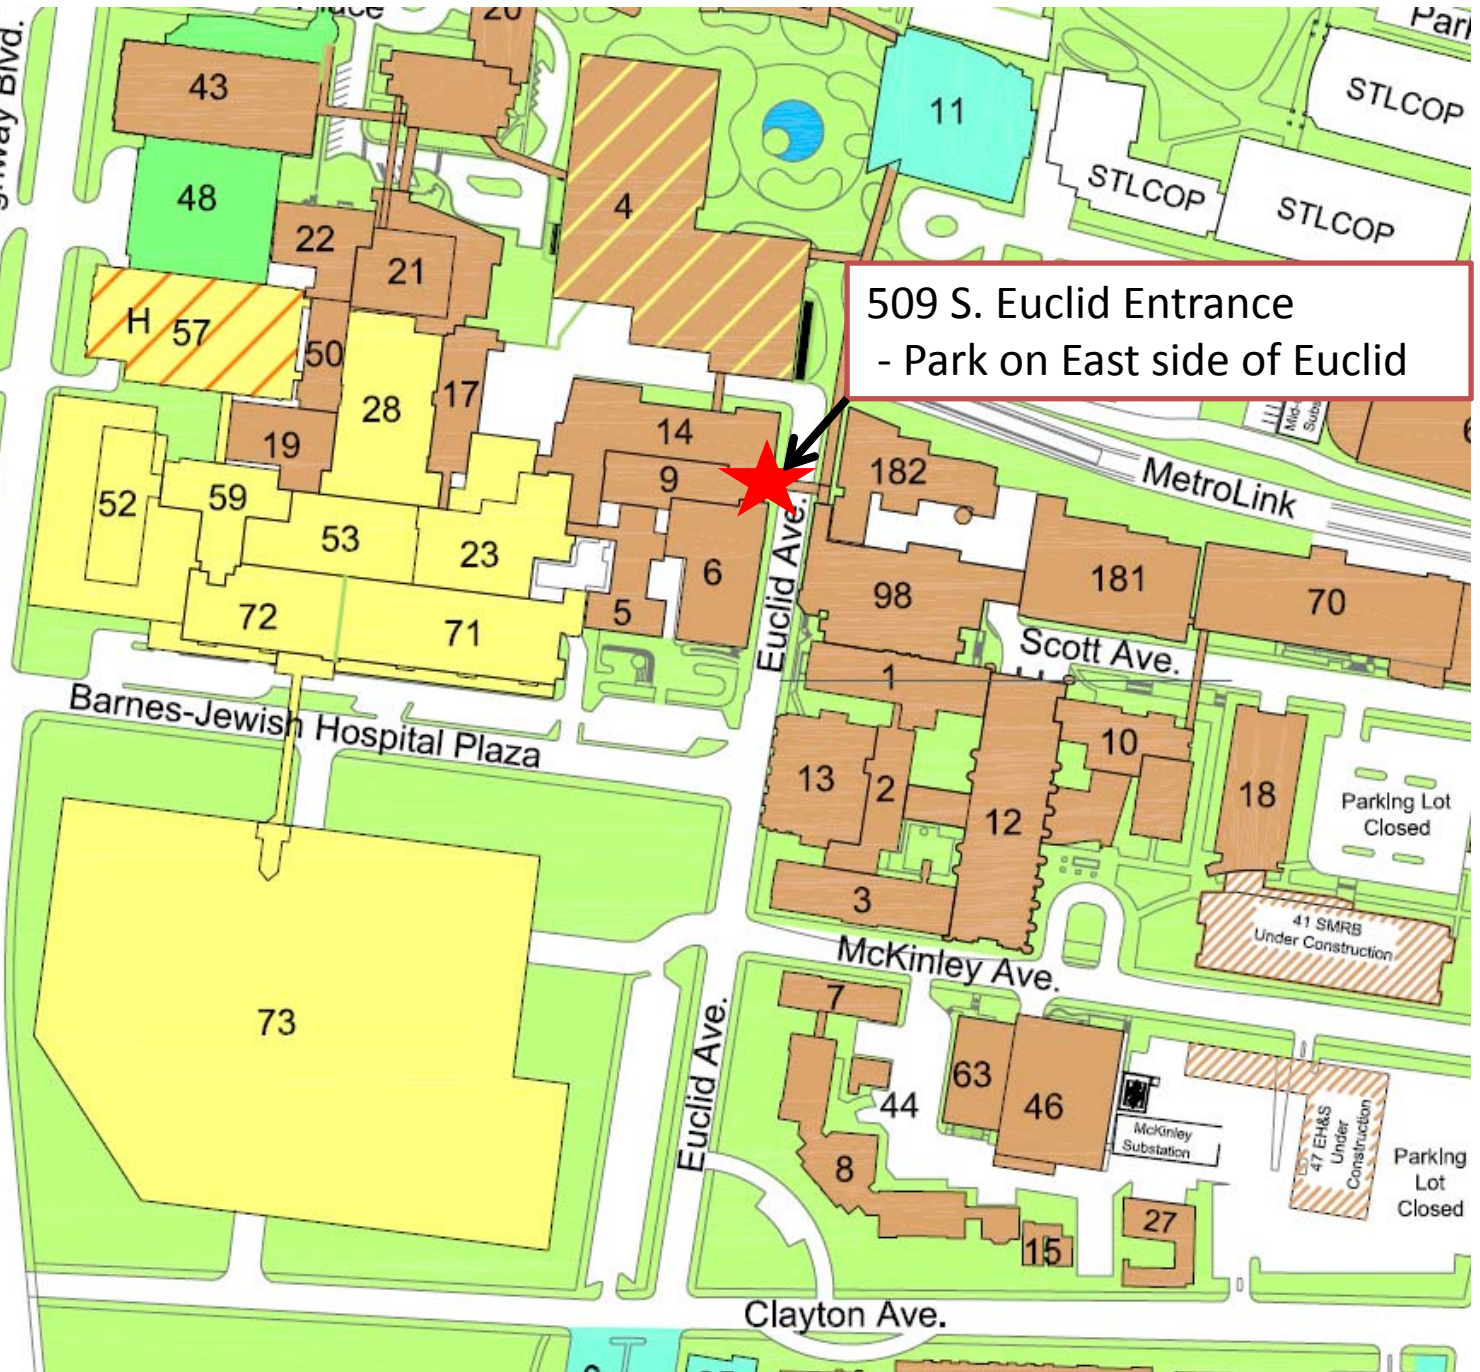 Place
20
Park
43
11
STLCOP
STLCOP
STLCOP
48
4
22
21
509 S. Euclid Entrance
- Park on East side of Euclid
H 57
50
28
17
14
19
9
182
MetroLink
52
59
53
23
6
5
Euclid Ave.
98
181
70
72
71
Scott Ave.
1
Barnes-Jewish Hospital Plaza
10
13
2
12
18
Parking Lot
Closed
3
41 SMRB
Under Construction
McKinley Ave.
7
73
Euclid Ave.
63
46
44
McKinley
Substation
47 EH&S
Under
Construction
Parking
Lot
Closed
8
27
15
Clayton Ave.